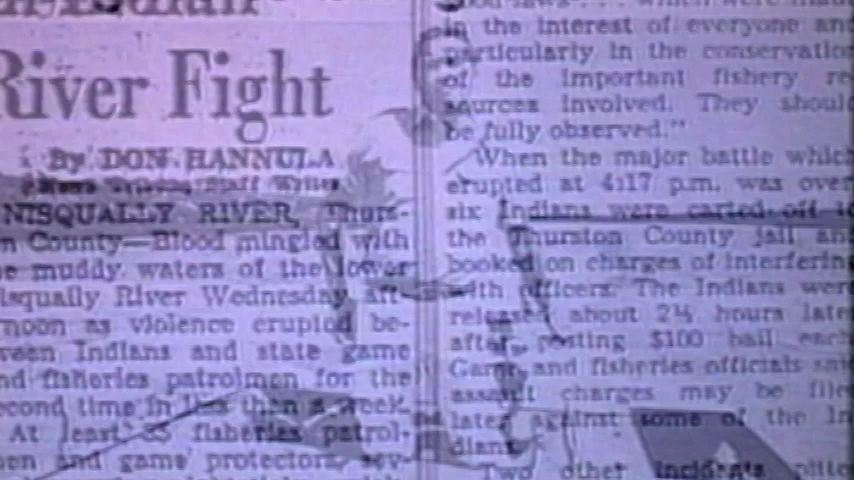 River Fight
By DON HANNULA
NISQUALLY RIVER, Thurs-
n County—Blood mingled with
e muddy waters of the lower
isqually River Wednesday aft-
noon as violence erupted be-
ween Indians and state game
nd fisheries patrolmen for the
econd time in less than a week.
At least 35 fisheries patrol-
en and game protectors, sev-
in the interest of everyone and
particularly in the conservation
of the important fishery re-
sources involved. They should
be fully observed."
When the major battle which
erupted at 4:17 p.m. was over
six Indians were carted off to
the Thurston County jail and
booked on charges of interfering
with officers. The Indians were
released about 2½ hours later
after posting $100 bail each.
Game and fisheries officials said
assault charges may be filed
later against some of the In-
dians.
Two other incidents